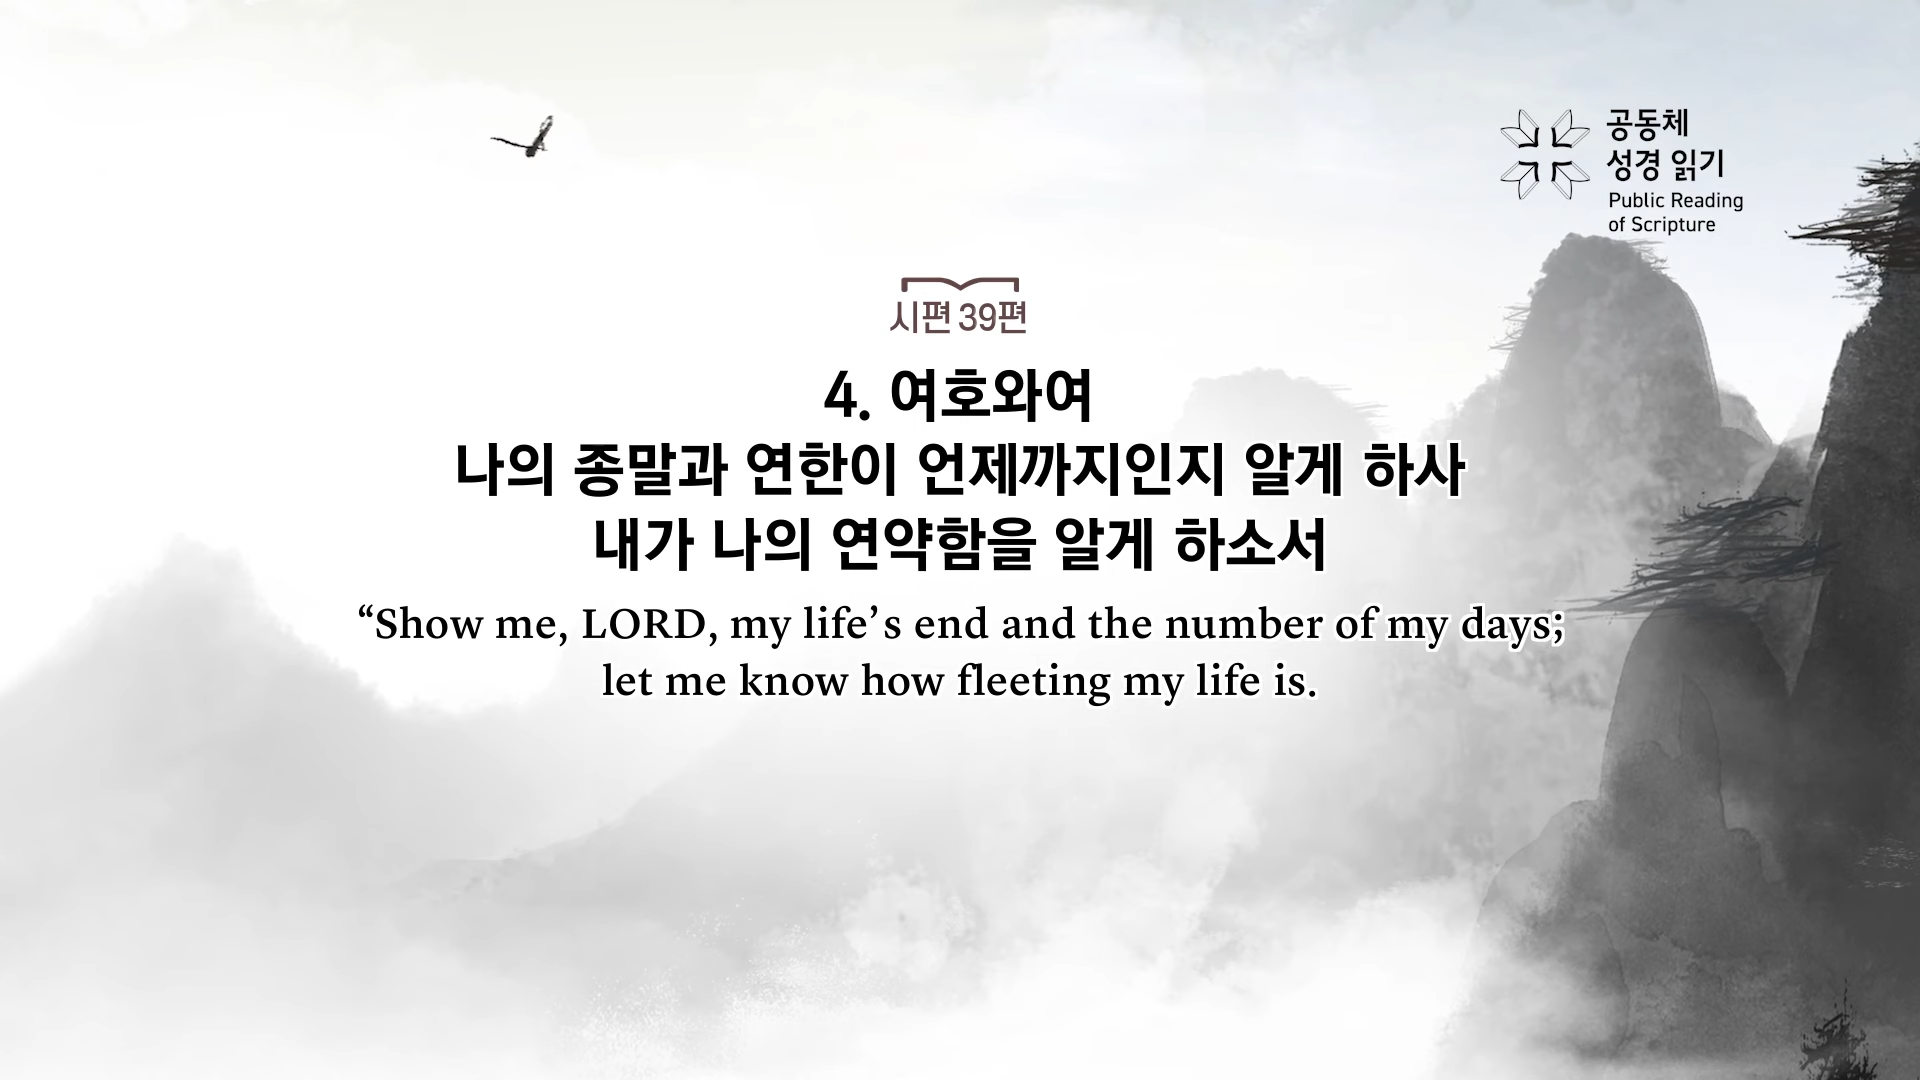 공동체
성경 읽기
Public Reading
of Scripture
시편 39편
4. 여호와여
나의 종말과 연한이 언제까지인지 알게 하사
내가 나의 연약함을 알게 하소서
“Show me, LORD, my life’s end and the number of my days;
let me know how fleeting my life is.